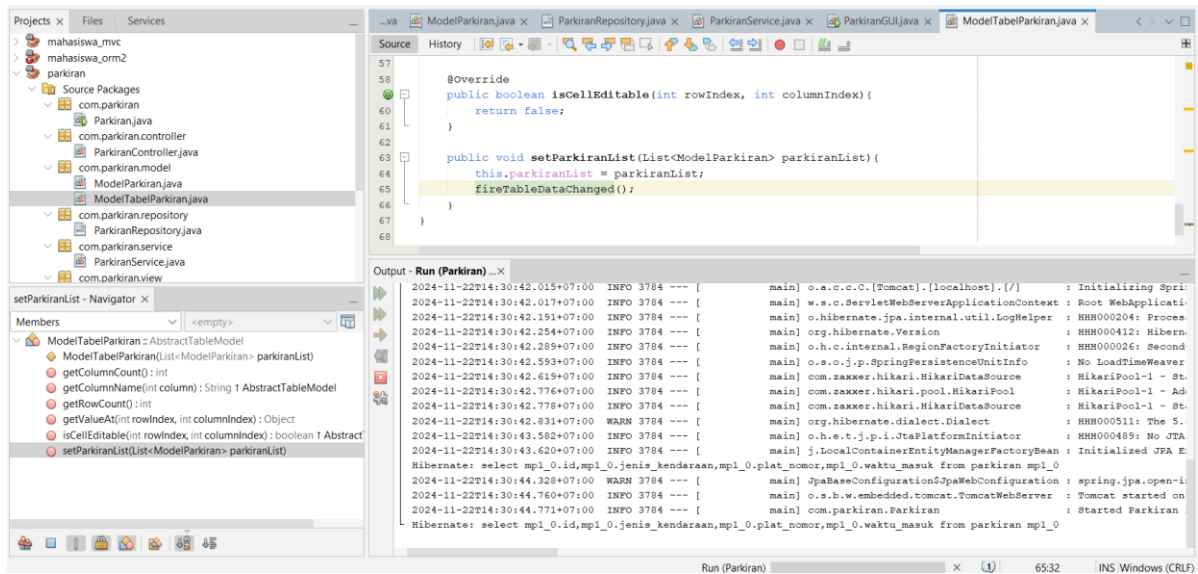 Projects × Files Services
mahasiswa_mvc
mahasiswa_orm2
parkiran
Source Packages
com.parkiran
Parkiran.java
com.parkiran.controller
ParkiranController.java
com.parkiran.model
ModelParkiran.java
ModelTabelParkiran.java
com.parkiran.repository
ParkiranRepository.java
com.parkiran.service
ParkiranService.java
com.parkiran.view
setParkiranList - Navigator ×
Members <empty>
ModelTabelParkiran :: AbstractTableModel
ModelTabelParkiran(List<ModelParkiran> parkiranList)
getColumnCount() : int
getColumnName(int column) : String ↑ AbstractTableModel
getRowCount() : int
getValueAt(int rowIndex, int columnIndex) : Object
isCellEditable(int rowIndex, int columnIndex) : boolean ↑ AbstractT
setParkiranList(List<ModelParkiran> parkiranList)
...va ModelParkiran.java × ParkiranRepository.java × ParkiranService.java × ParkiranGUI.java × ModelTabelParkiran.java ×
Source History
57
58 @Override
public boolean isCellEditable(int rowIndex, int columnIndex){
60 return false;
61 }
62
63 public void setParkiranList(List<ModelParkiran> parkiranList){
64 this.parkiranList = parkiranList;
65 fireTableDataChanged();
66 }
67 }
68
Output - Run (Parkiran) ...×
2024-11-22T14:30:42.015+07:00 INFO 3784 --- [ main] o.a.c.c.C.[Tomcat].[localhost].[/] : Initializing Spri
2024-11-22T14:30:42.017+07:00 INFO 3784 --- [ main] w.s.c.ServletWebServerApplicationContext : Root WebApplicati
2024-11-22T14:30:42.191+07:00 INFO 3784 --- [ main] o.hibernate.jpa.internal.util.LogHelper : HHH000204: Proces
2024-11-22T14:30:42.254+07:00 INFO 3784 --- [ main] org.hibernate.Version : HHH000412: Hibern
2024-11-22T14:30:42.289+07:00 INFO 3784 --- [ main] o.h.c.internal.RegionFactoryInitiator : HHH000026: Second
2024-11-22T14:30:42.593+07:00 INFO 3784 --- [ main] o.s.o.j.p.SpringPersistenceUnitInfo : No LoadTimeWeaver
2024-11-22T14:30:42.619+07:00 INFO 3784 --- [ main] com.zaxxer.hikari.HikariDataSource : HikariPool-1 - St
2024-11-22T14:30:42.776+07:00 INFO 3784 --- [ main] com.zaxxer.hikari.pool.HikariPool : HikariPool-1 - Ad
2024-11-22T14:30:42.778+07:00 INFO 3784 --- [ main] com.zaxxer.hikari.HikariDataSource : HikariPool-1 - St
2024-11-22T14:30:42.831+07:00 WARN 3784 --- [ main] org.hibernate.dialect.Dialect : HHH000511: The 5.
2024-11-22T14:30:43.582+07:00 INFO 3784 --- [ main] o.h.e.t.j.p.i.JtaPlatformInitiator : HHH000489: No JTA
2024-11-22T14:30:43.620+07:00 INFO 3784 --- [ main] j.LocalContainerEntityManagerFactoryBean : Initialized JPA E
Hibernate: select mp1_0.id,mp1_0.jenis_kendaraan,mp1_0.plat_nomor,mp1_0.waktu_masuk from parkiran mp1_0
2024-11-22T14:30:44.328+07:00 WARN 3784 --- [ main] JpaBaseConfiguration$JpaWebConfiguration : spring.jpa.open-i
2024-11-22T14:30:44.760+07:00 INFO 3784 --- [ main] o.s.b.w.embedded.tomcat.TomcatWebServer : Tomcat started on
2024-11-22T14:30:44.771+07:00 INFO 3784 --- [ main] com.parkiran.Parkiran : Started Parkiran
Hibernate: select mp1_0.id,mp1_0.jenis_kendaraan,mp1_0.plat_nomor,mp1_0.waktu_masuk from parkiran mp1_0
Run (Parkiran) × (1) 65:32 INS Windows (CRLF)